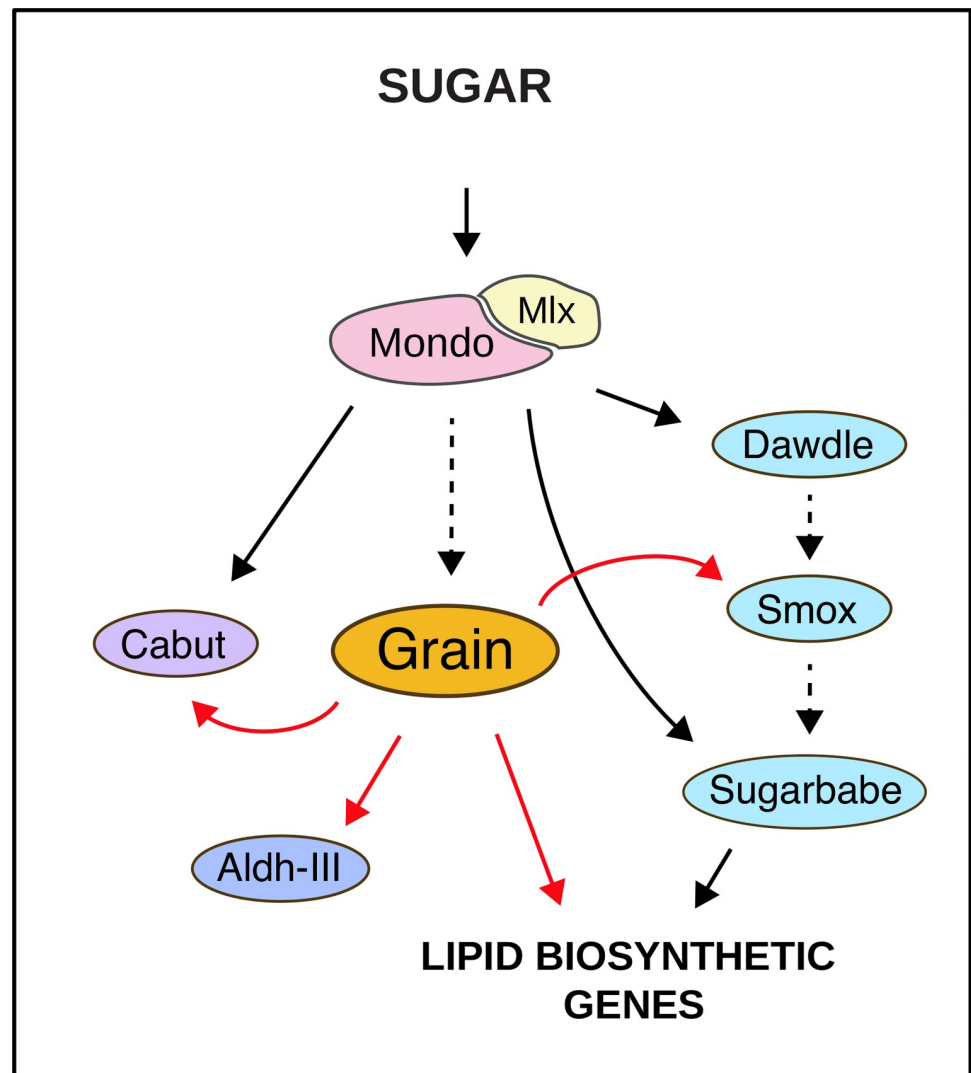 SUGAR
Mlx
Mondo
Dawdle
Smox
Cabut
Grain
Sugarbabe
Aldh-III
LIPID BIOSYNTHETIC
GENES